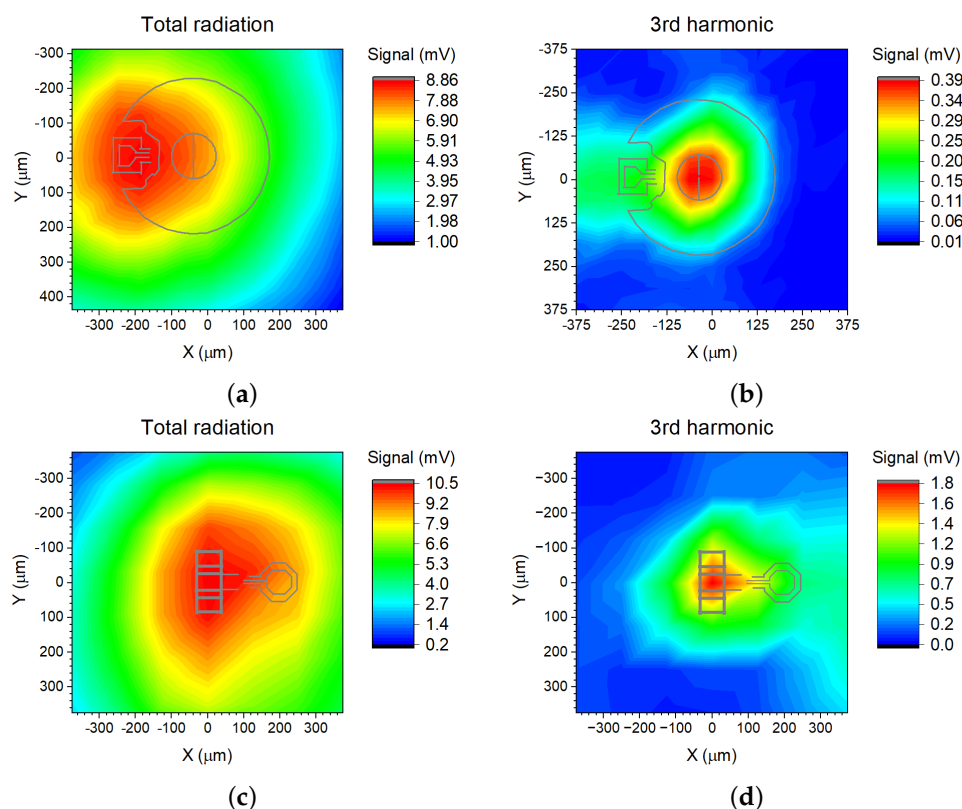 Total radiation
Signal (mV)
8.86
7.88
6.89
5.91
4.93
3.95
2.96
1.98
1.00
-300
-200
-100
0
100
200
300
400
Y (μm)
-300 -200 -100 0 100 200 300
X (μm)
(a)
3rd harmonic
Signal (mV)
0.39
0.34
0.29
0.25
0.20
0.15
0.11
0.06
0.01
-375
-250
-125
0
125
250
375
Y (μm)
-375 -250 -125 0 125 250 375
X (μm)
(b)
Total radiation
Signal (mV)
10.5
9.2
7.9
6.6
5.3
4.0
2.7
1.4
0.2
-300
-200
-100
0
100
200
300
Y (μm)
-300 -200 -100 0 100 200 300
X (μm)
(c)
3rd harmonic
Signal (mV)
1.8
1.6
1.4
1.2
0.9
0.7
0.5
0.2
0.0
−300
−200
−100
0
100
200
300
Y (μm)
−300 −200 −100 0 100 200 300
X (μm)
(d)